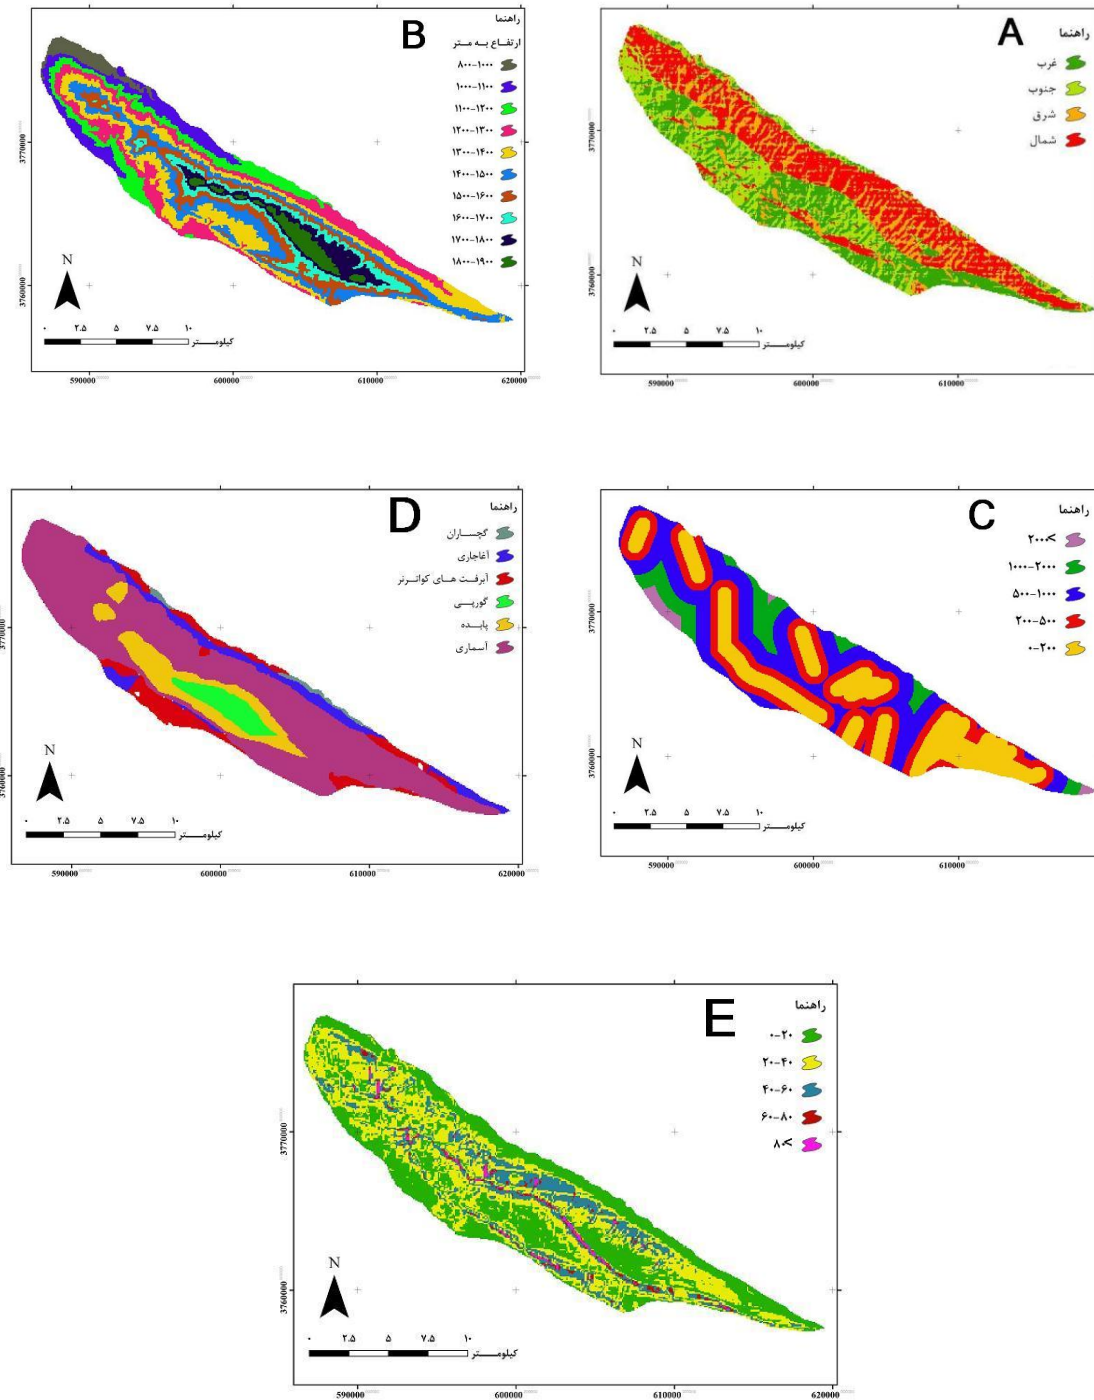 B
راهنما
ارتفاع به متر
۸۰۰-۱۰۰۰
۱۰۰۰-۱۱۰۰
۱۱۰۰-۱۲۰۰
۱۲۰۰-۱۳۰۰
۱۳۰۰-۱۴۰۰
۱۴۰۰-۱۵۰۰
۱۵۰۰-۱۶۰۰
۱۶۰۰-۱۷۰۰
۱۷۰۰-۱۸۰۰
۱۸۰۰-۱۹۰۰
3770000
3760000
N
۰ ۲.۵ ۵ ۷.۵ ۱۰
کیلومتر
590000 600000 610000 620000
A
راهنما
غرب
جنوب
شرق
شمال
3770000
3760000
N
۰ ۲.۵ ۵ ۷.۵ ۱۰
کیلومتر
590000 600000 610000
D
راهنما
گچساران
آغاجاری
آبرفت های کواترنر
گورپی
پابده
آسماری
3770000
3760000
N
۰ ۲.۵ ۵ ۷.۵ ۱۰
کیلومتر
590000 600000 610000 620000
C
راهنما
۲۰۰۰<
۱۰۰۰-۲۰۰۰
۵۰۰-۱۰۰۰
۲۰۰-۵۰۰
۰-۲۰۰
3770000
3760000
N
۰ ۲.۵ ۵ ۷.۵ ۱۰
کیلومتر
590000 600000 610000
E
راهنما
۰-۲۰
۲۰-۴۰
۴۰-۶۰
۶۰-۸۰
۸۰<
3770000
3760000
N
۰ ۲.۵ ۵ ۷.۵ ۱۰
کیلومتر
590000 600000 610000 620000